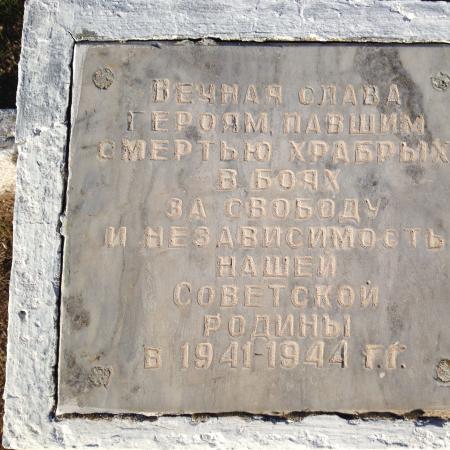 Вечная слава
героям, павшим
смертью храбрых
в боях
за свободу
и независимость
нашей
Советской
родины
в 1941-1944 г.г.